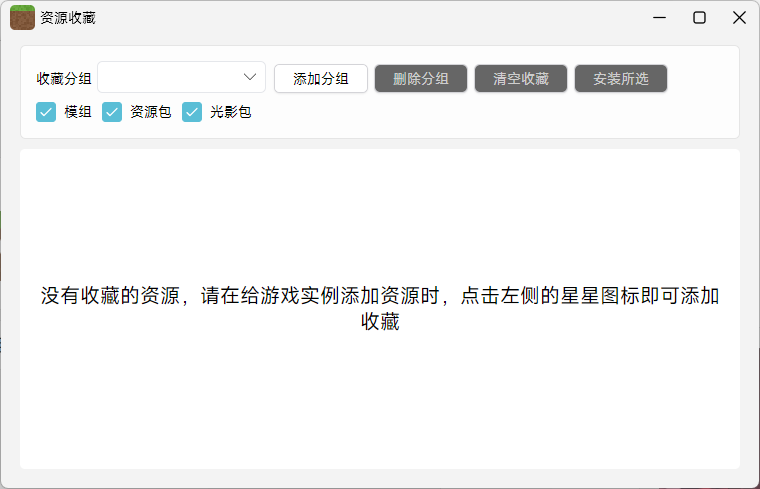 资源收藏
收藏分组 添加分组 删除分组 清空收藏 安装所选
模组 资源包 光影包
没有收藏的资源，请在给游戏实例添加资源时，点击左侧的星星图标即可添加
收藏